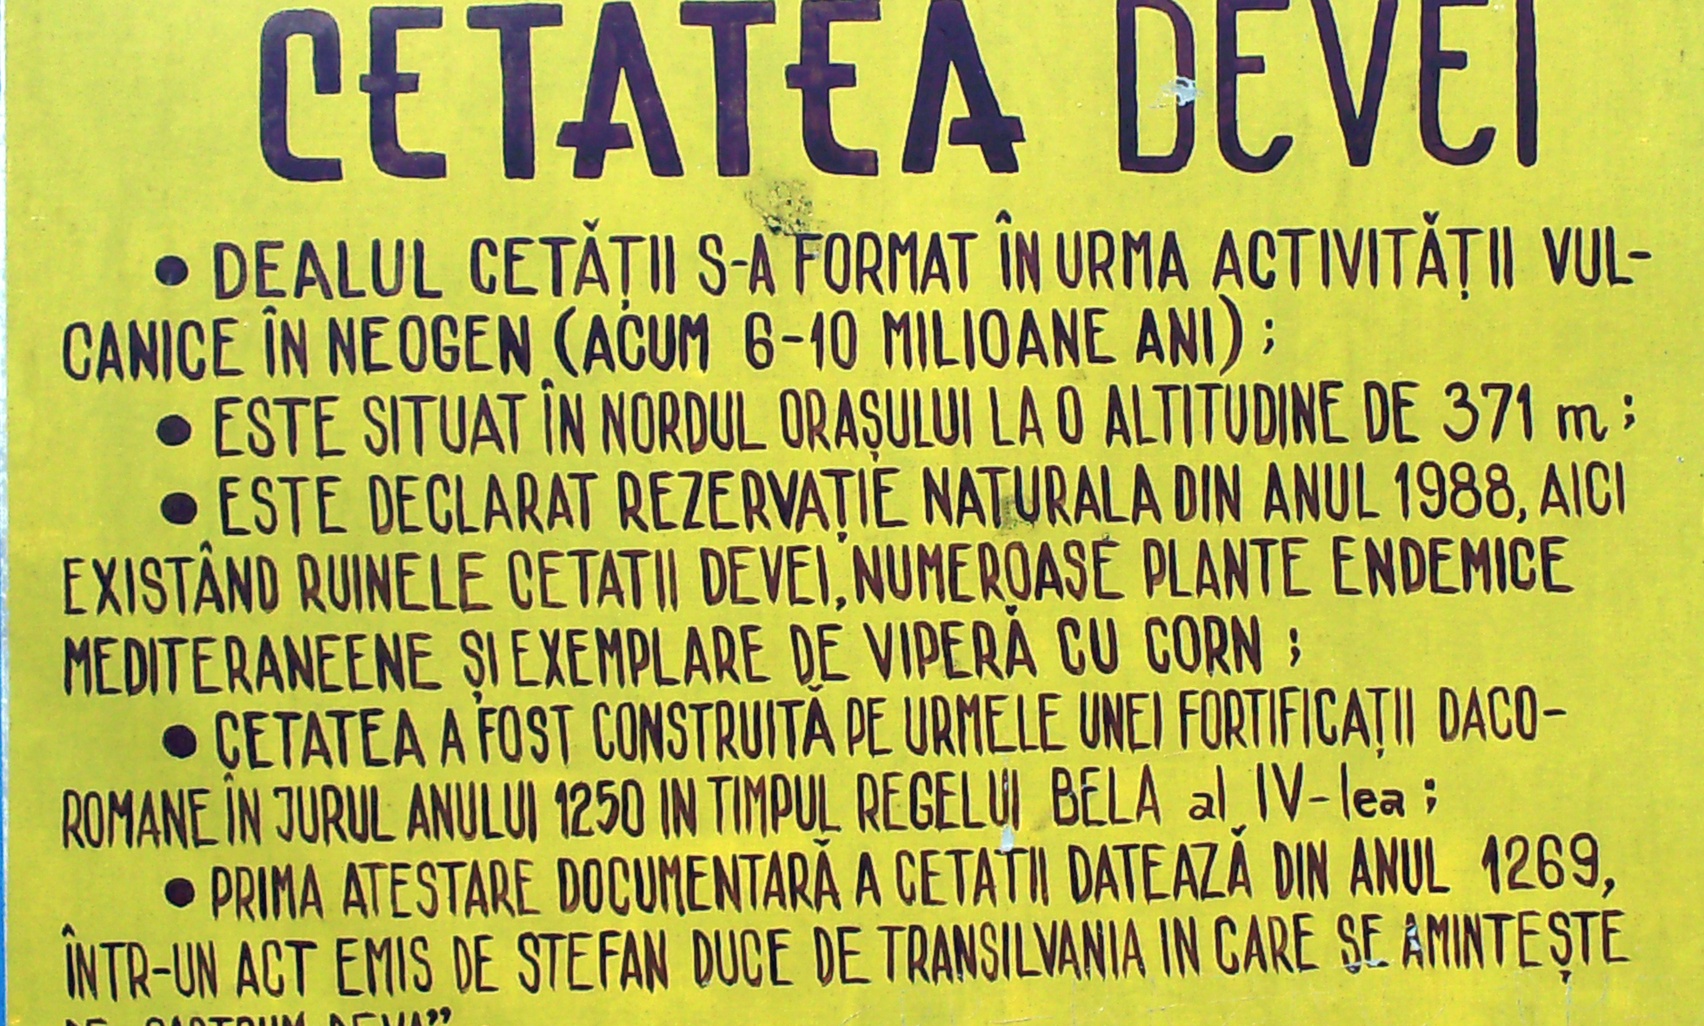 CETATEA DEVEI
• DEALUL CETĂȚII S-A FORMAT ÎN URMA ACTIVITĂȚII VUL-
CANICE ÎN NEOGEN (ACUM 6-10 MILIOANE ANI) ;
• ESTE SITUAT ÎN NORDUL ORAȘULUI LA O ALTITUDINE DE 371 m ;
• ESTE DECLARAT REZERVAȚIE NATURALA DIN ANUL 1988, AICI
EXISTÂND RUINELE CETATII DEVEI, NUMEROASE PLANTE ENDEMICE
MEDITERANEENE ȘI EXEMPLARE DE VIPERĂ CU CORN ;
• CETATEA A FOST CONSTRUITĂ PE URMELE UNEI FORTIFICAȚII DACO-
ROMANE ÎN JURUL ANULUI 1250 IN TIMPUL REGELUI BELA al IV-lea ;
• PRIMA ATESTARE DOCUMENTARĂ A CETATII DATEAZĂ DIN ANUL 1269,
ÎNTR-UN ACT EMIS DE STEFAN DUCE DE TRANSILVANIA IN CARE SE AMINTEȘTE
DE „CASTRUM DEVA”